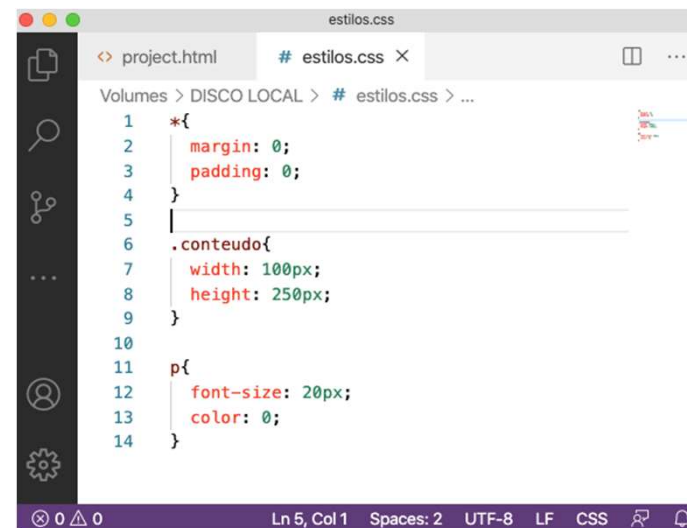 estilos.css
<> project.html # estilos.css × ...
Volumes > DISCO LOCAL > # estilos.css > ...
1 *{
2 margin: 0;
3 padding: 0;
4 }
5
6 .conteudo{
7 width: 100px;
8 height: 250px;
9 }
10
11 p{
12 font-size: 20px;
13 color: 0;
14 }
0 0 Ln 5, Col 1 Spaces: 2 UTF-8 LF CSS